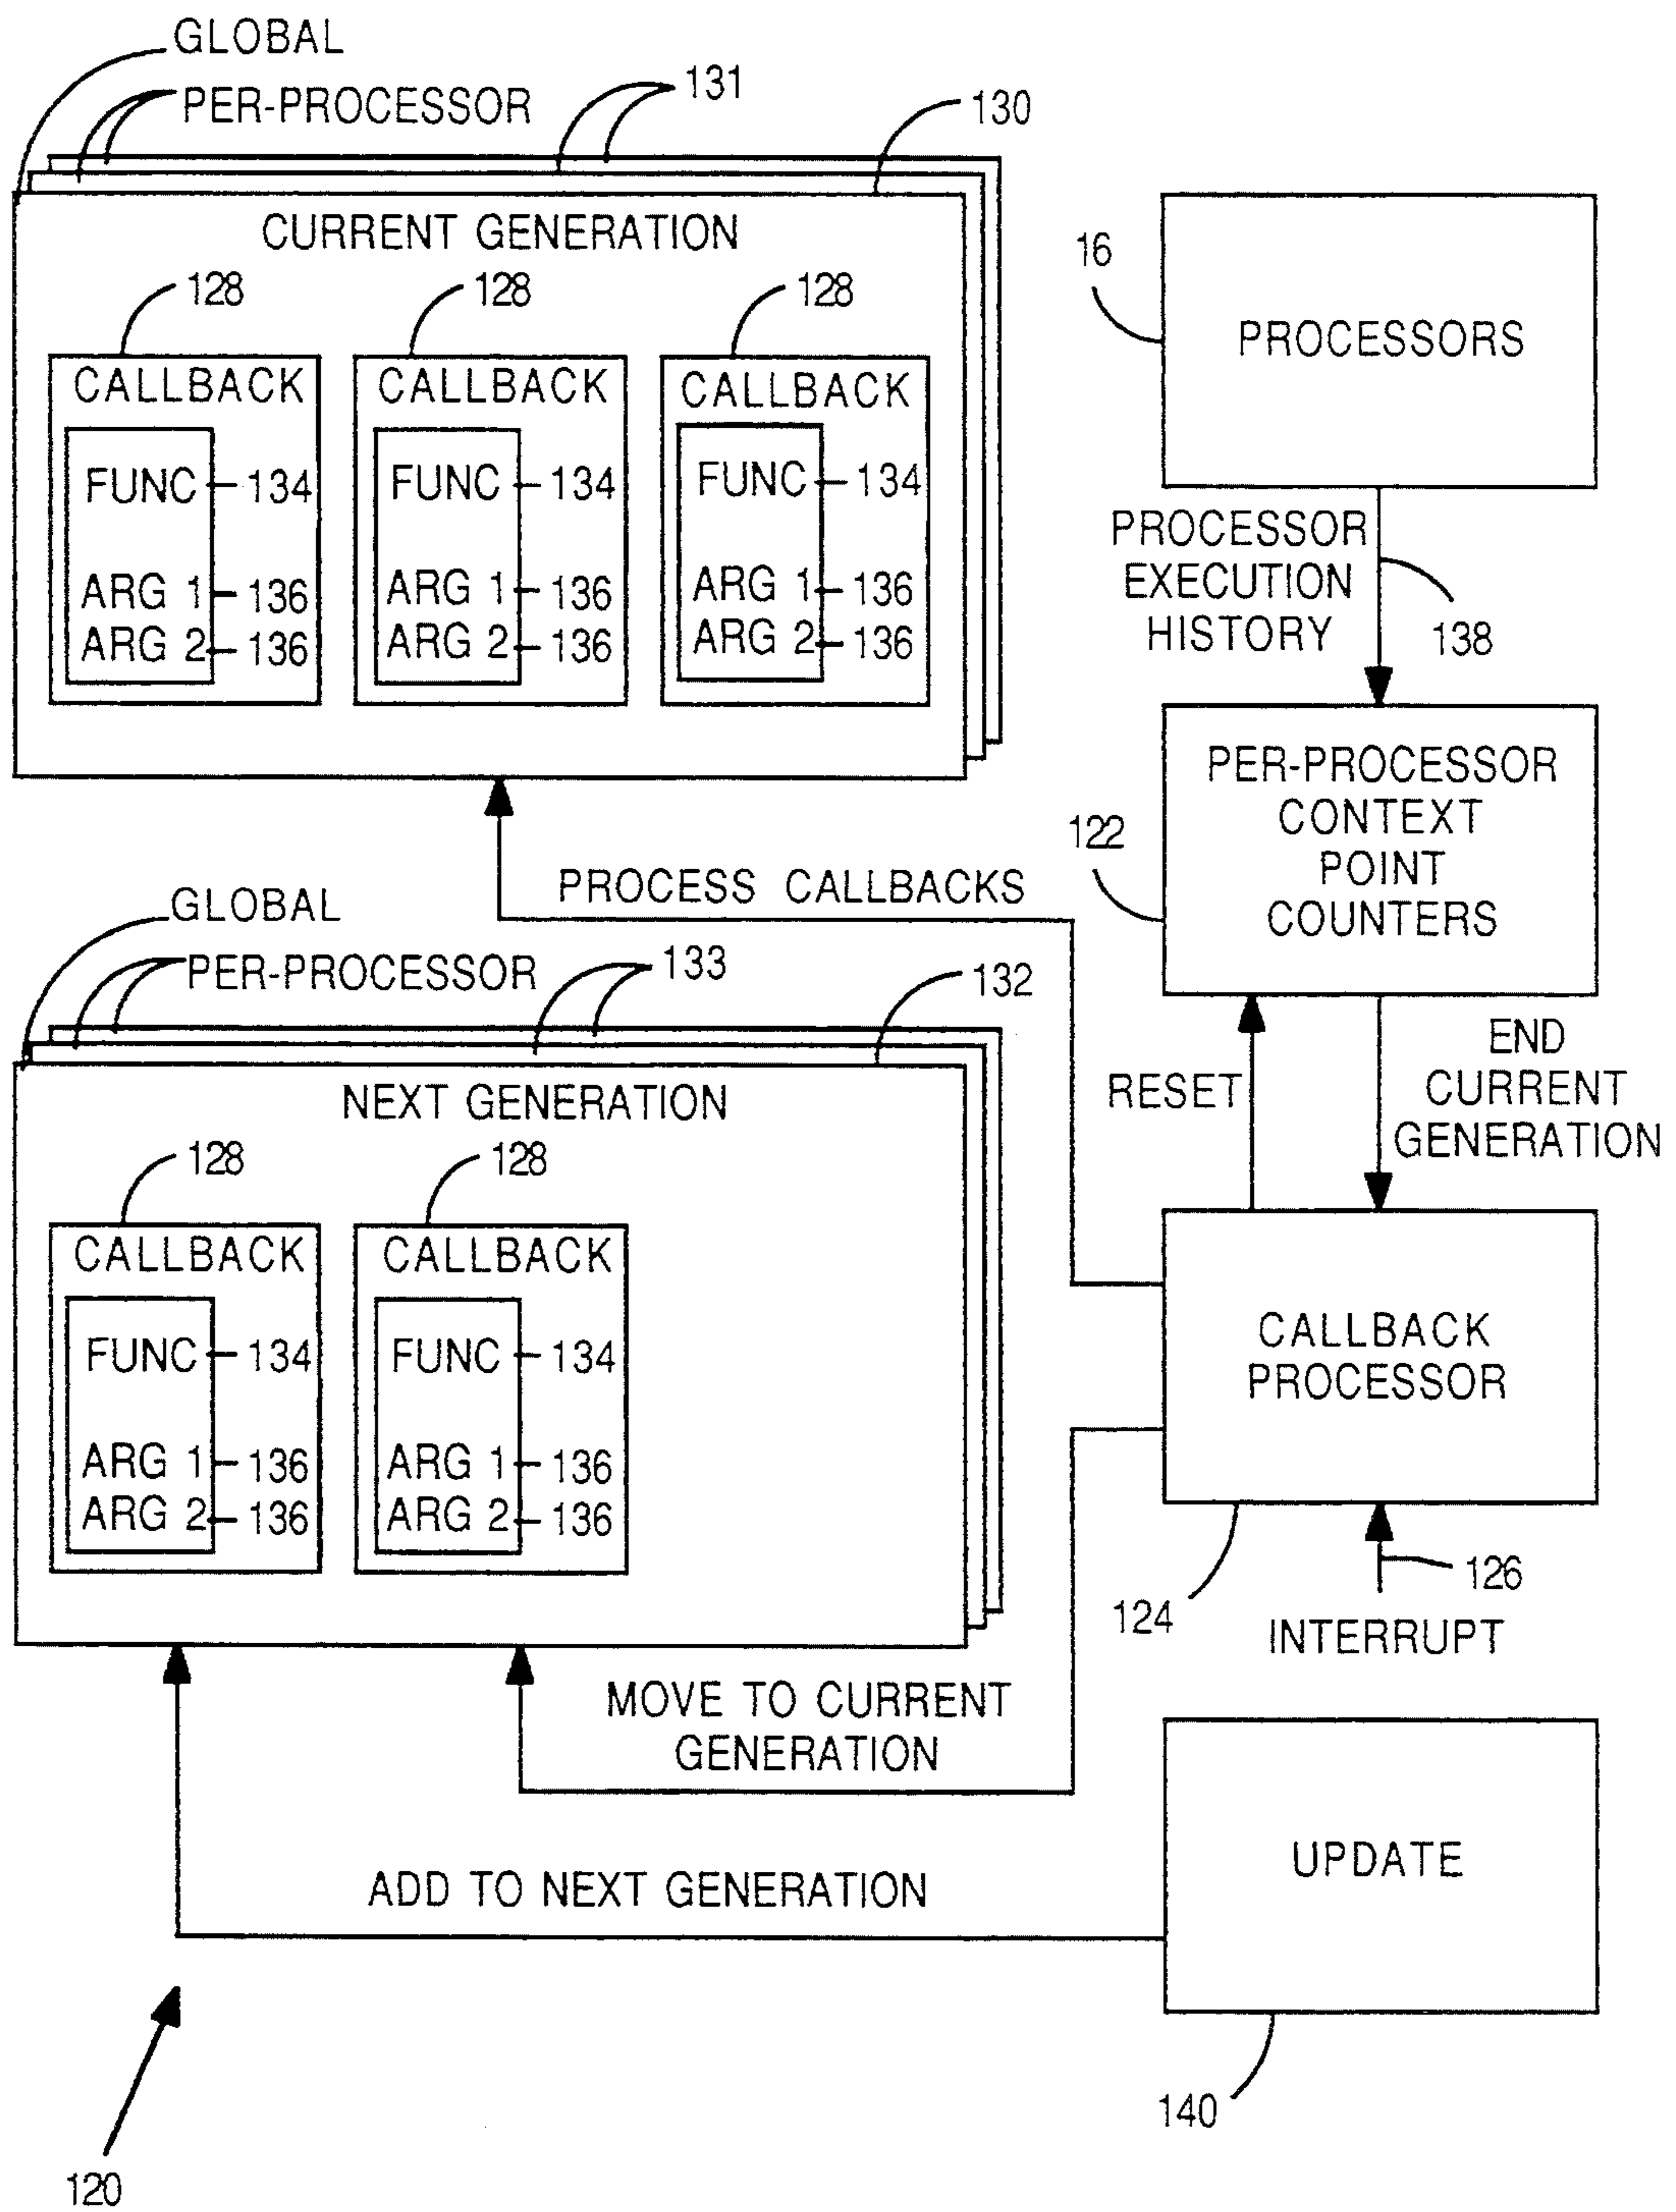 GLOBAL
PER-PROCESSOR
131
130
CURRENT GENERATION
128
128
128
CALLBACK
FUNC
134
ARG 1
136
ARG 2
136
CALLBACK
FUNC
134
ARG 1
136
ARG 2
136
CALLBACK
FUNC
134
ARG 1
136
ARG 2
136
16
PROCESSORS
PROCESSOR
EXECUTION
HISTORY
138
PER-PROCESSOR
CONTEXT
POINT
COUNTERS
122
PROCESS CALLBACKS
GLOBAL
PER-PROCESSOR
133
132
NEXT GENERATION
128
128
CALLBACK
FUNC
134
ARG 1
136
ARG 2
136
CALLBACK
FUNC
134
ARG 1
136
ARG 2
136
RESET
END
CURRENT
GENERATION
CALLBACK
PROCESSOR
124
126
INTERRUPT
MOVE TO CURRENT
GENERATION
UPDATE
ADD TO NEXT GENERATION
140
120